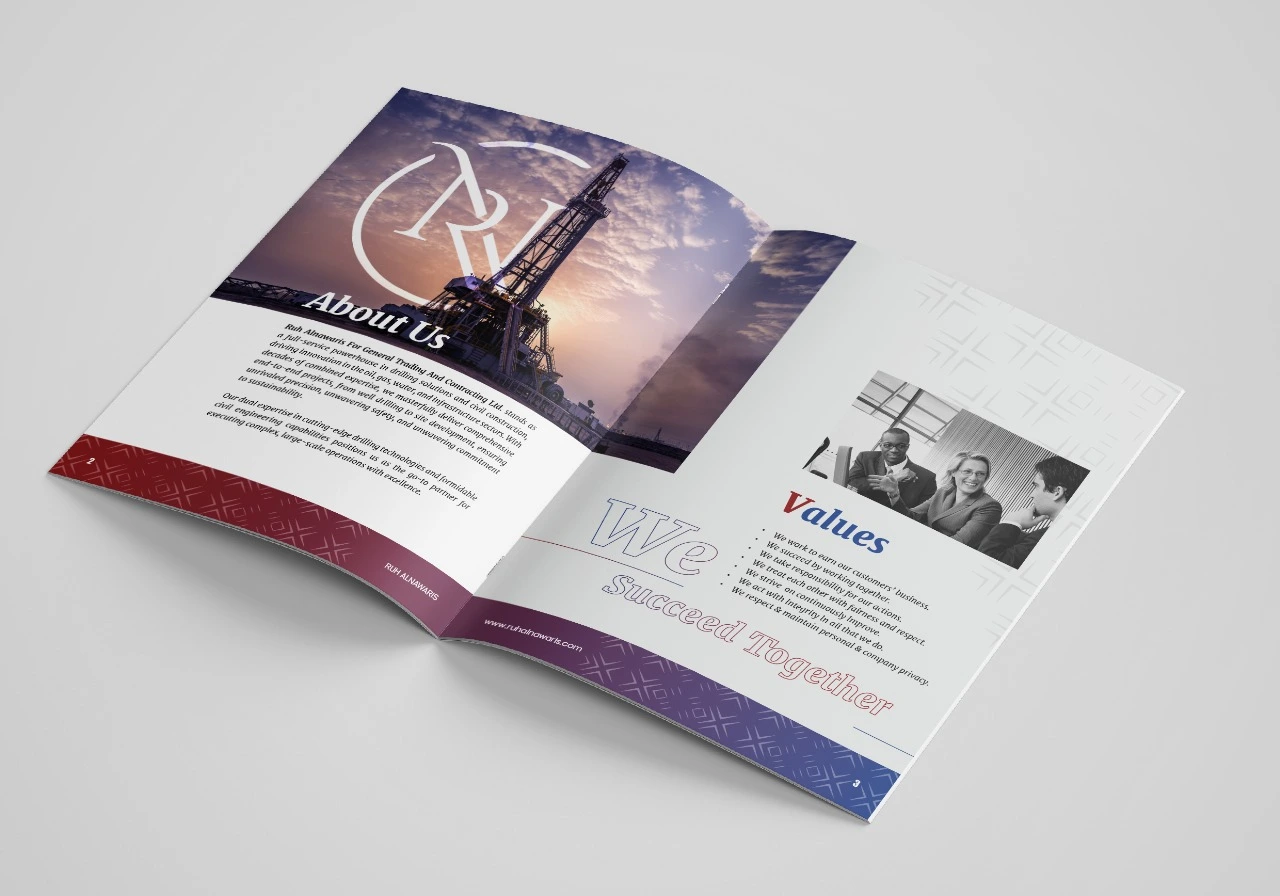 About Us
Ruh Alnawaris For General Trading And Contracting Ltd. stands as
a full-service powerhouse in drilling solutions and civil construction,
driving innovation in the oil, gas, water, and infrastructure sectors. With
decades of combined expertise, we masterfully deliver comprehensive
end-to-end projects, from well drilling to site development, ensuring
unrivaled precision, unwavering safety, and unwavering commitment
to sustainability.
Our dual expertise in cutting-edge drilling technologies and formidable
civil engineering capabilities positions us as the go-to partner for
executing complex, large-scale operations with excellence.
2
RUH ALNAWARIS
Values
• We work to earn our customers' business.
• We succeed by working together.
• We take responsibility for our actions.
• We treat each other with fairness and respect.
• We strive on continuously improve.
• We act with Integrity In all that we do.
• We respect & maintain personal & company privacy.
We
Succeed Together
www.ruhalnawaris.com
3